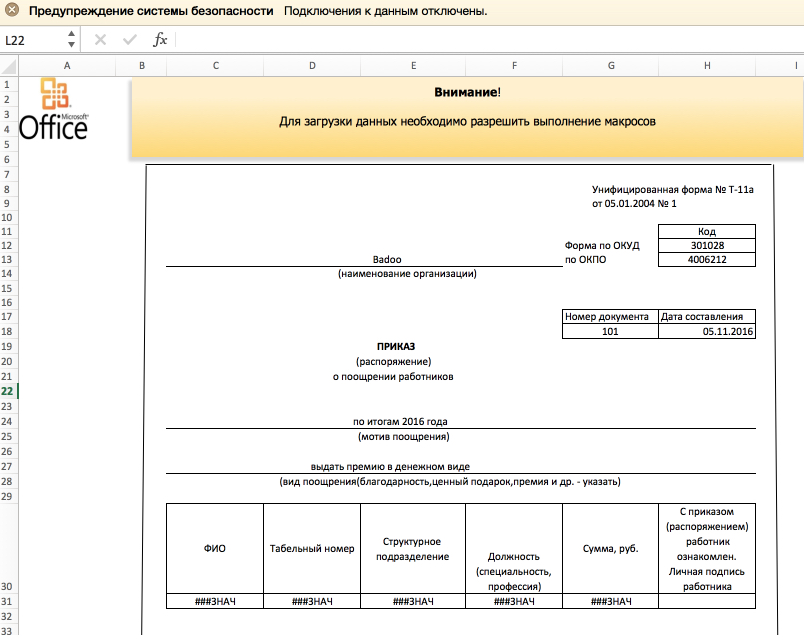 Предупреждение системы безопасности Подключения к данным отключены.
L22 fx
A B C D E F G H I
1
2
3
4
5
6
7
8
9
10
11
12
13
14
15
16
17
18
19
20
21
22
23
24
25
26
27
28
29
30
31
32
33
Microsoft®
Office
Внимание!
Для загрузки данных необходимо разрешить выполнение макросов
Унифицированная форма № Т-11а
от 05.01.2004 № 1
Код
Форма по ОКУД 301028
Badoo по ОКПО 4006212
(наименование организации)
Номер документа Дата составления
101 05.11.2016
ПРИКАЗ
(распоряжение)
о поощрении работников
по итогам 2016 года
(мотив поощрения)
выдать премию в денежном виде
(вид поощрения(благодарность,ценный подарок,премия и др. - указать)
ФИО
Табельный номер
Структурное
подразделение
Должность
(специальность,
профессия)
Сумма, руб.
С приказом
(распоряжением)
работник
ознакомлен.
Личная подпись
работника
###ЗНАЧ ###ЗНАЧ ###ЗНАЧ ###ЗНАЧ ###ЗНАЧ